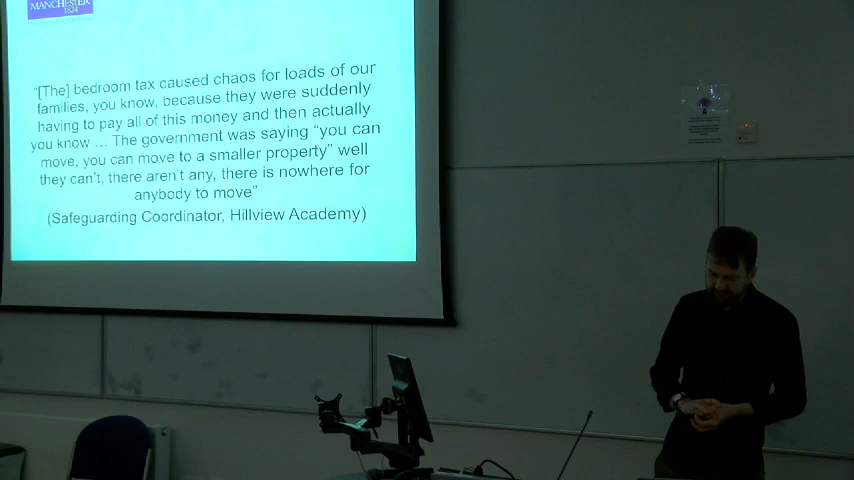 MANCHESTER
1824
“[The] bedroom tax caused chaos for loads of our
families, you know, because they were suddenly
having to pay all of this money and then actually
you know … The government was saying “you can
move, you can move to a smaller property” well
they can’t, there aren’t any, there is nowhere for
anybody to move”
(Safeguarding Coordinator, Hillview Academy)